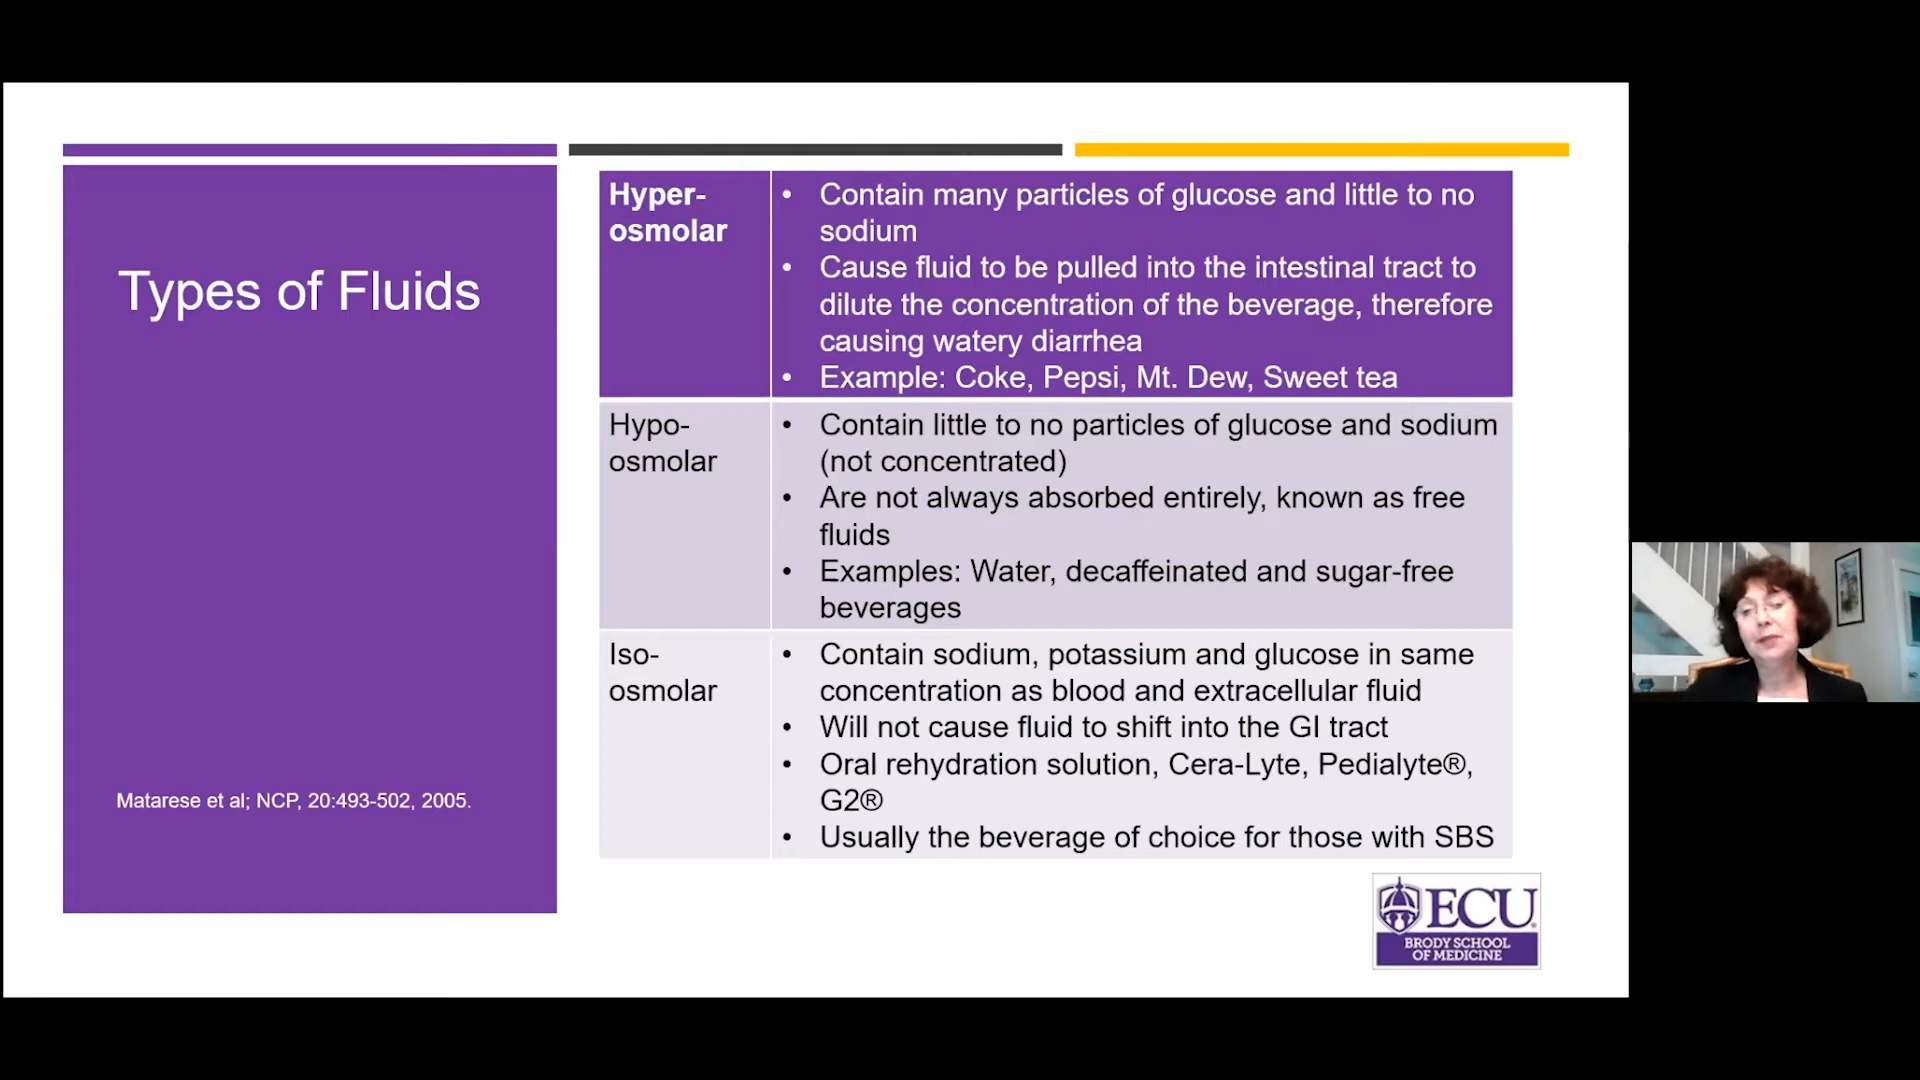 Types of Fluids
Matarese et al; NCP, 20:493-502, 2005.
Hyper-
osmolar
• Contain many particles of glucose and little to no
sodium
• Cause fluid to be pulled into the intestinal tract to
dilute the concentration of the beverage, therefore
causing watery diarrhea
• Example: Coke, Pepsi, Mt. Dew, Sweet tea
Hypo-
osmolar
• Contain little to no particles of glucose and sodium
(not concentrated)
• Are not always absorbed entirely, known as free
fluids
• Examples: Water, decaffeinated and sugar-free
beverages
Iso-
osmolar
• Contain sodium, potassium and glucose in same
concentration as blood and extracellular fluid
• Will not cause fluid to shift into the GI tract
• Oral rehydration solution, Cera-Lyte, Pedialyte®,
G2®
• Usually the beverage of choice for those with SBS
ECU
BRODY SCHOOL
OF MEDICINE